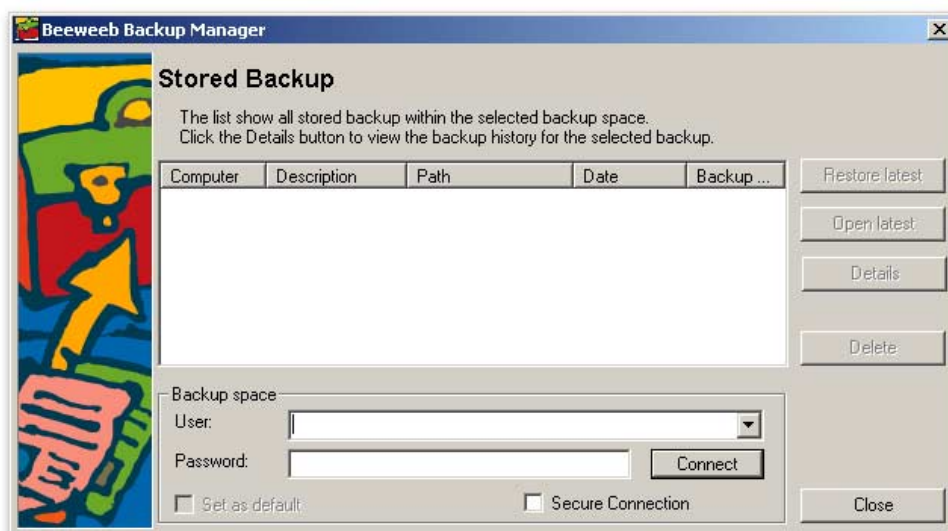 Beeweeb Backup Manager
Stored Backup
The list show all stored backup within the selected backup space.
Click the Details button to view the backup history for the selected backup.
Computer Description Path Date Backup ...
Restore latest
Open latest
Details
Delete
Backup space
User:
Password:
Connect
Set as default
Secure Connection
Close